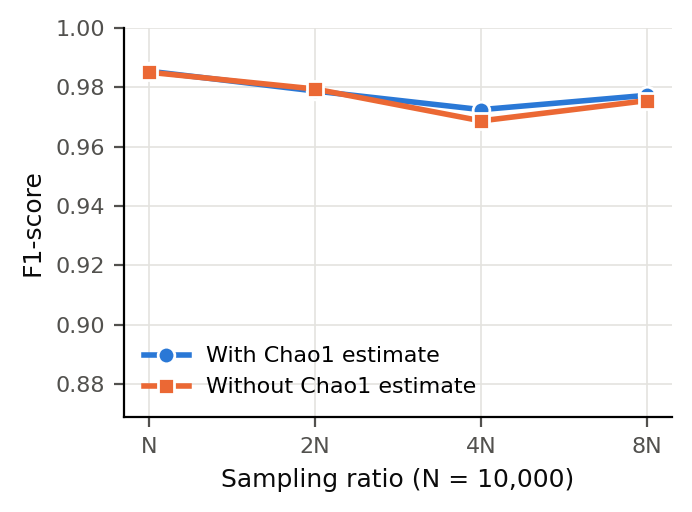 1.00
0.98
0.96
0.94
0.92
0.90
0.88
F1-score
With Chao1 estimate
Without Chao1 estimate
N 2N 4N 8N
Sampling ratio (N = 10,000)